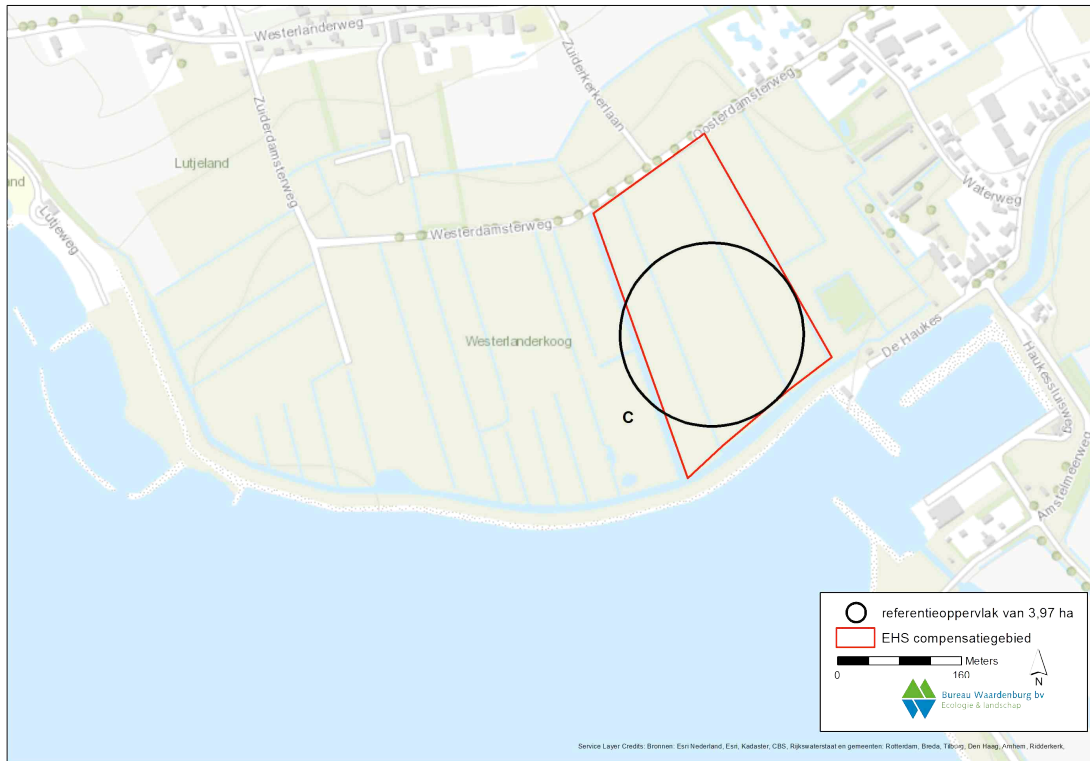 Westerlanderweg
Zuiderkerkerlaan
Oosterdamsterweg
Zuiderdamsterweg
Lutjeland
Waterweg
Lutjeweg
Westerdamsterweg
Westerlanderkoog
De Haukes
Haukessluisweg
C
Amstelmeerweg
referentieoppervlak van 3,97 ha
EHS compensatiegebied
Meters
0 160
N
Bureau Waardenburg bv
Ecologie & landschap
Service Layer Credits: Bronnen: Esri Nederland, Esri, Kadaster, CBS, Rijkswaterstaat en gemeenten: Rotterdam, Breda, Tilburg, Den Haag, Arnhem, Ridderkerk,